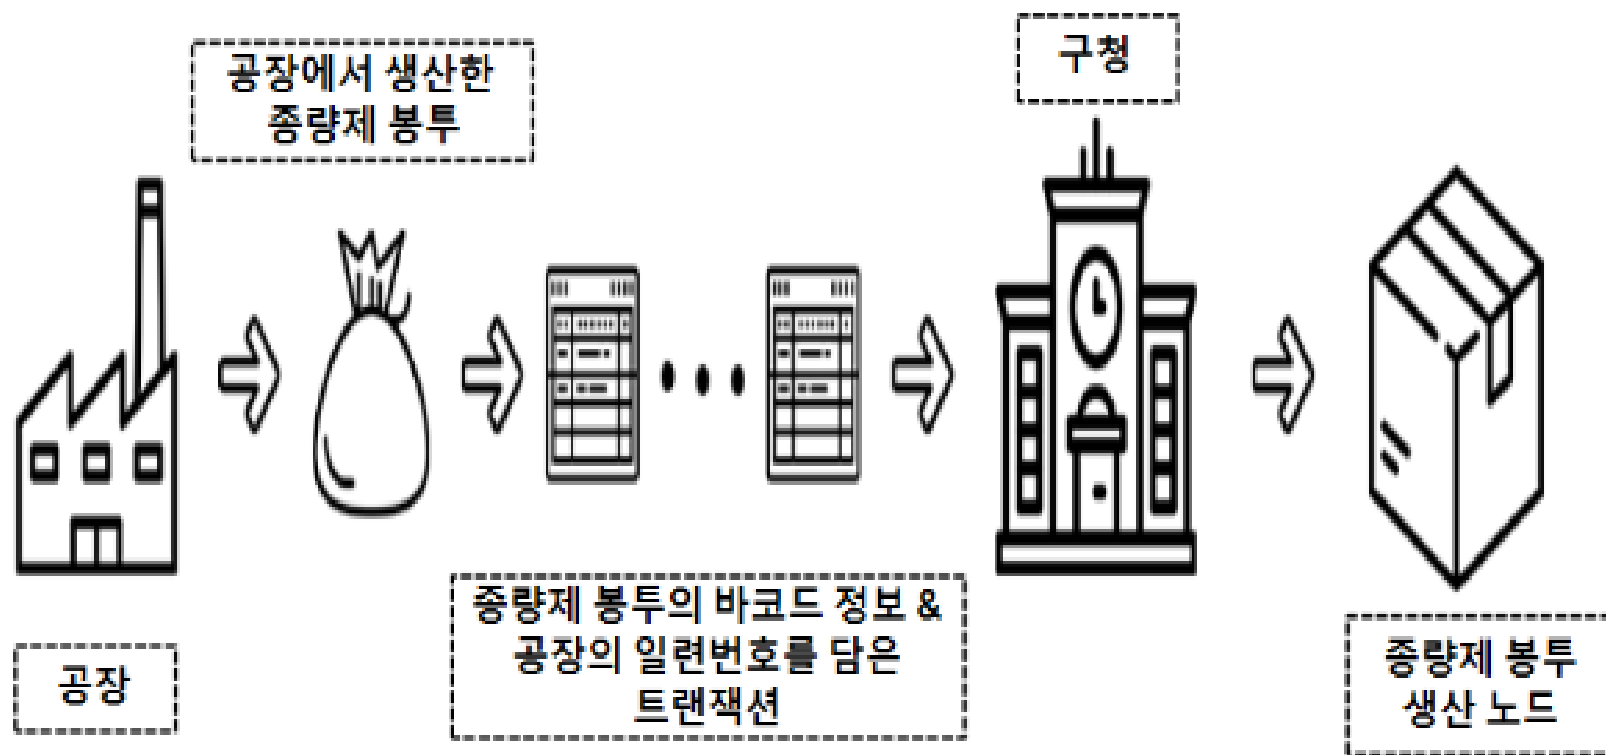 공장에서 생산한
종량제 봉투
구청
공장
종량제 봉투의 바코드 정보 &
공장의 일련번호를 담은
트랜잭션
종량제 봉투
생산 노드